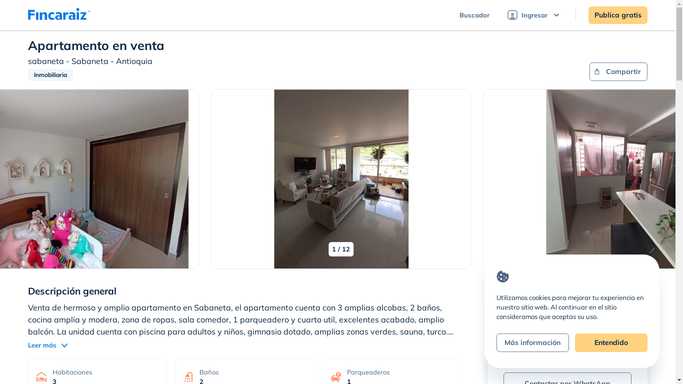 Fincaraiz
Buscador
Ingresar
Publica gratis
Apartamento en venta
sabaneta - Sabaneta - Antioquia
Inmobiliaria
Compartir
1 / 12
Descripción general
Venta de hermoso y amplio apartamento en Sabaneta, el apartamento cuenta con 3 amplias alcobas, 2 baños,
cocina amplia y madera, zona de ropas, sala comedor, 1 parqueadero y cuarto util, excelentes acabado, amplio
balcón. La unidad cuenta con piscina para adultos y niños, gimnasio dotado, amplias zonas verdes, sauna, turco....
Leer más
Habitaciones
3
Baños
2
Parqueaderos
1
Utilizamos cookies para mejorar tu experiencia en
nuestro sitio web. Al continuar en el sitio
consideramos que aceptas su uso.
Más información
Entendido
Contactar por WhatsApp